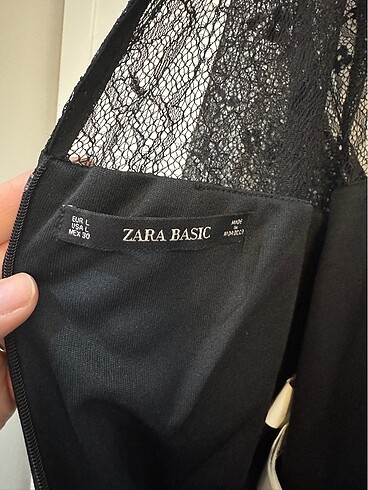 EUR L
USA L
MEX 30
ZARA BASIC
MADE
IN
MOROCCO